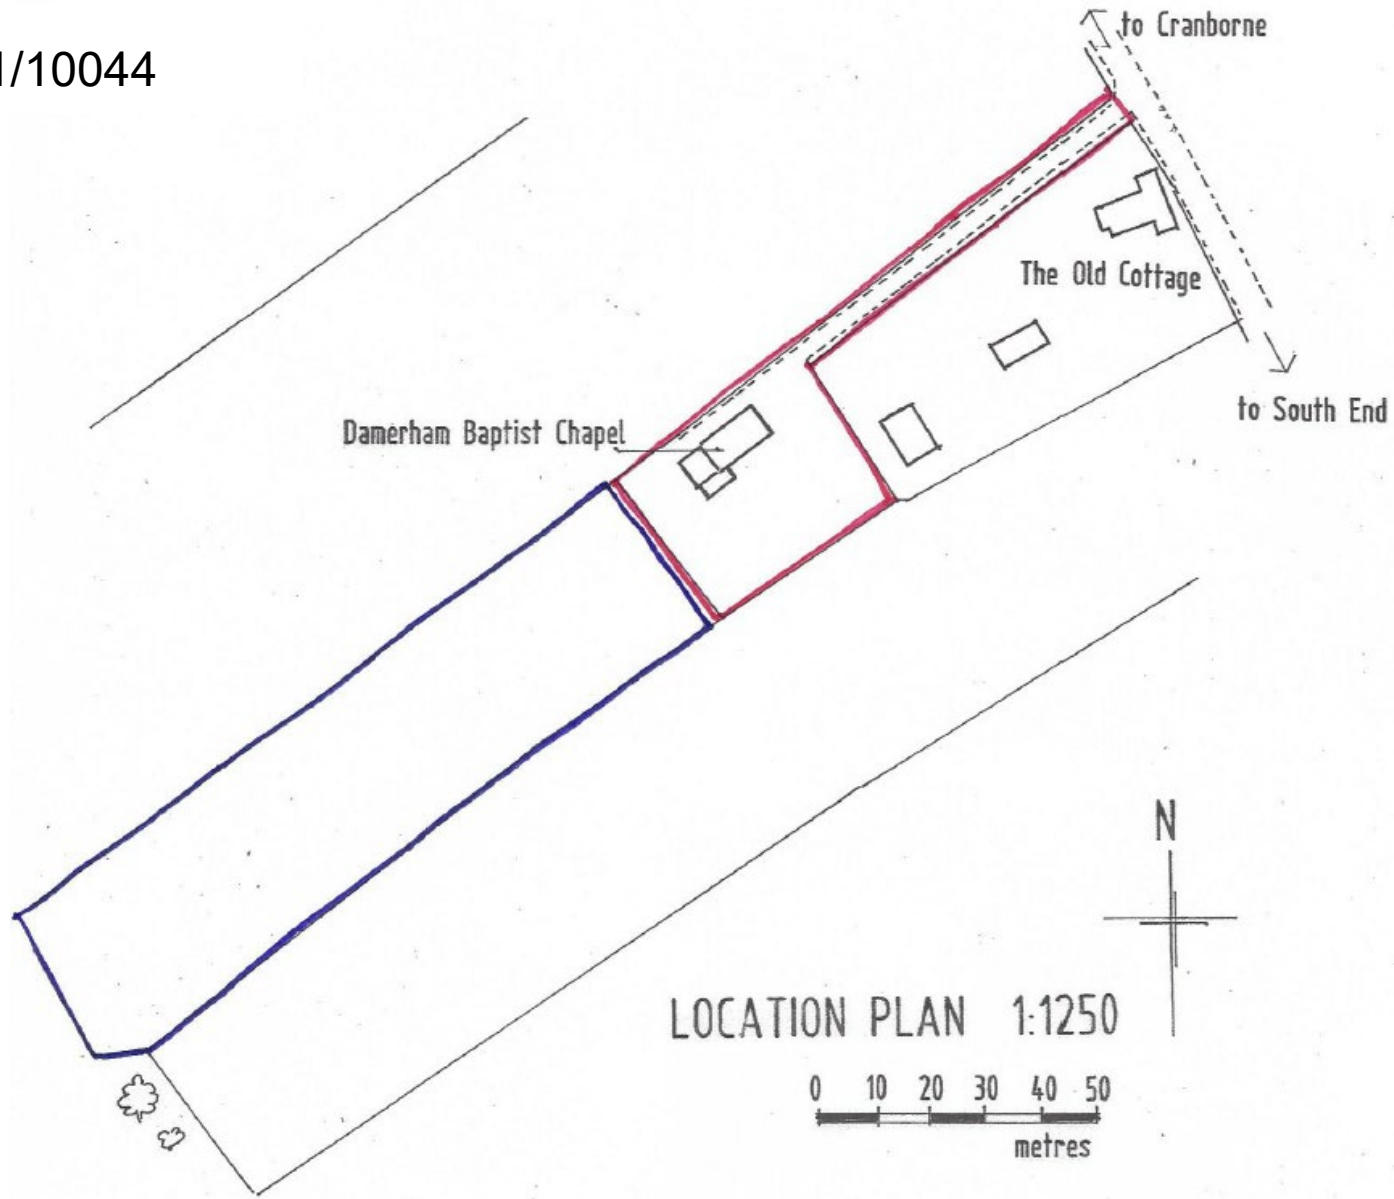 to Cranborne
1/10044
The Old Cottage
to South End
Damerham Baptist Chapel
N
LOCATION PLAN 1:1250
0 10 20 30 40 50
metres